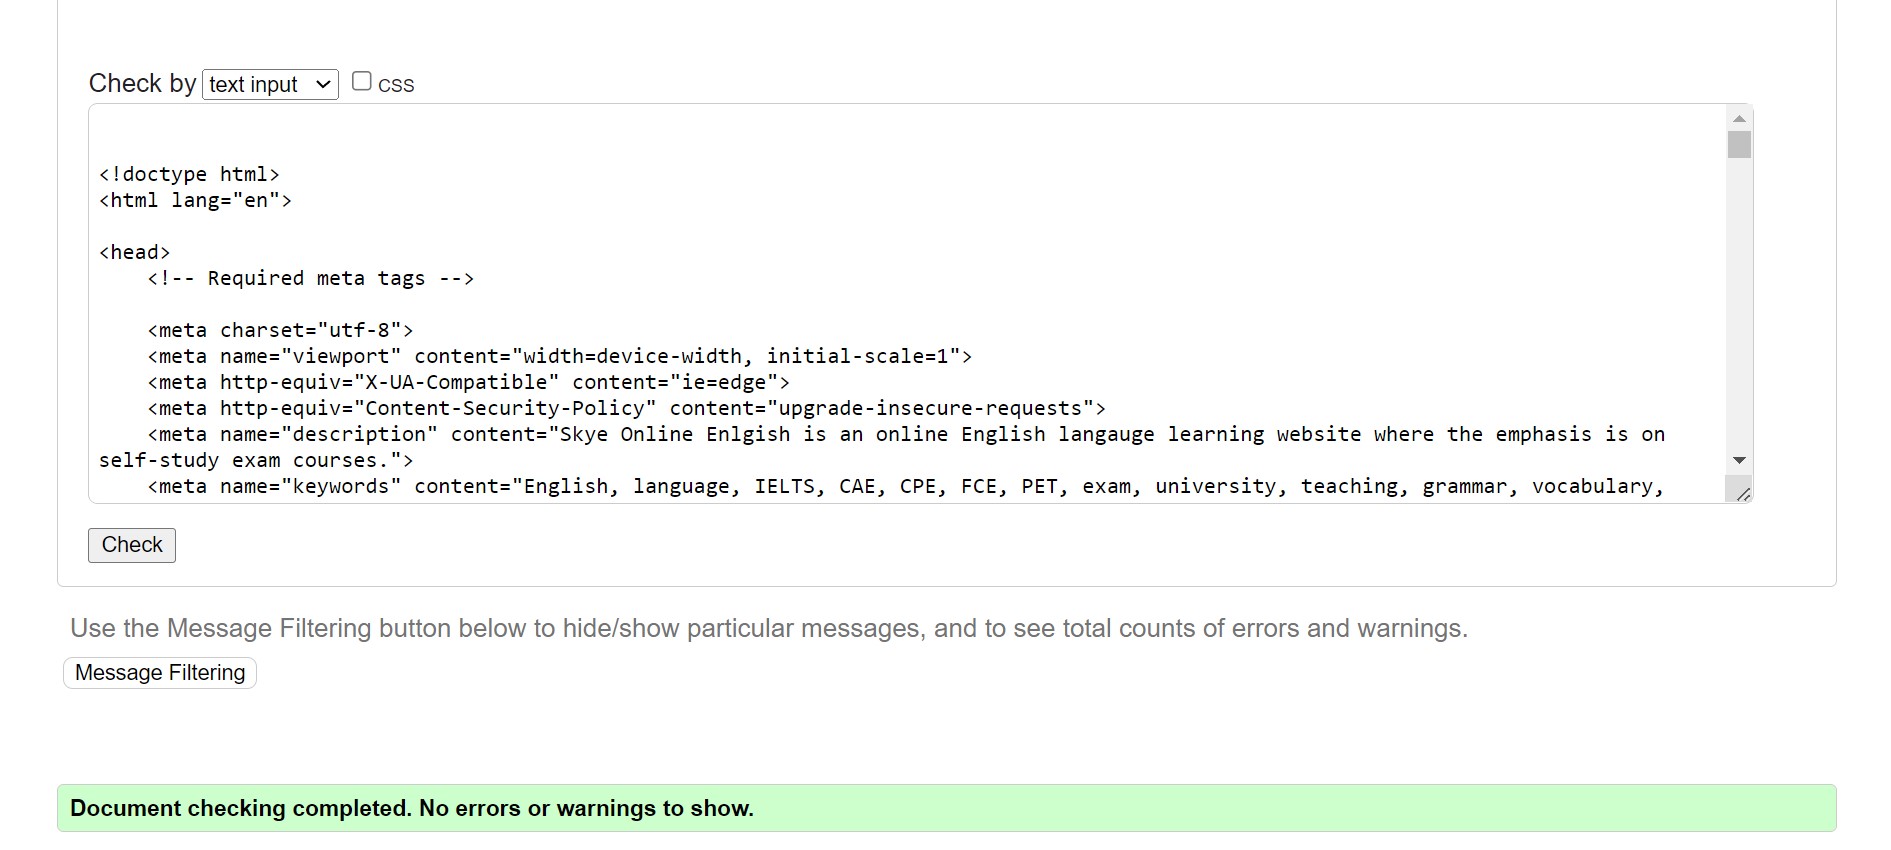 Check by text input css
<!doctype html>
<html lang="en">
<head>
<!-- Required meta tags -->
<meta charset="utf-8">
<meta name="viewport" content="width=device-width, initial-scale=1">
<meta http-equiv="X-UA-Compatible" content="ie=edge">
<meta http-equiv="Content-Security-Policy" content="upgrade-insecure-requests">
<meta name="description" content="Skye Online Enlgish is an online English langauge learning website where the emphasis is on
self-study exam courses.">
<meta name="keywords" content="English, language, IELTS, CAE, CPE, FCE, PET, exam, university, teaching, grammar, vocabulary,
Check
Use the Message Filtering button below to hide/show particular messages, and to see total counts of errors and warnings.
Message Filtering
Document checking completed. No errors or warnings to show.